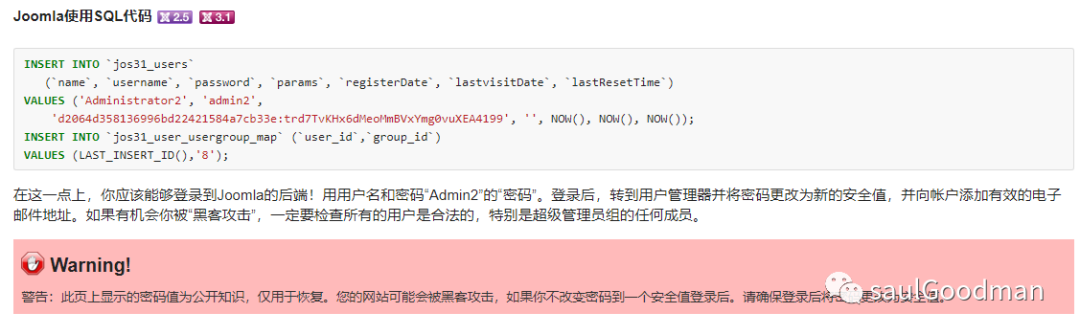 Joomla使用SQL代码 2.5 3.1
INSERT INTO `jos31_users`
(`name`, `username`, `password`, `params`, `registerDate`, `lastvisitDate`, `lastResetTime`)
VALUES ('Administrator2', 'admin2',
'd2064d358136996bd22421584a7cb33e:trd7TvKHx6dMeoMmBVxYmg0vuXEA4199', '', NOW(), NOW(), NOW());
INSERT INTO `jos31_user_usergroup_map` (`user_id`,`group_id`)
VALUES (LAST_INSERT_ID(),'8');
在这一点上，你应该能够登录到Joomla的后端！用用户名和密码“Admin2”的“密码”。登录后，转到用户管理器并将密码更改为新的安全值，并向帐户添加有效的电子
邮件地址。如果有机会你被“黑客攻击”，一定要检查所有的用户是合法的，特别是超级管理员组的任何成员。
Warning!
警告：此页上显示的密码值为公开知识，仅用于恢复。您的网站可能会被黑客攻击，如果你不改变密码到一个安全值登录后。请确保登录后将
saulGoodman